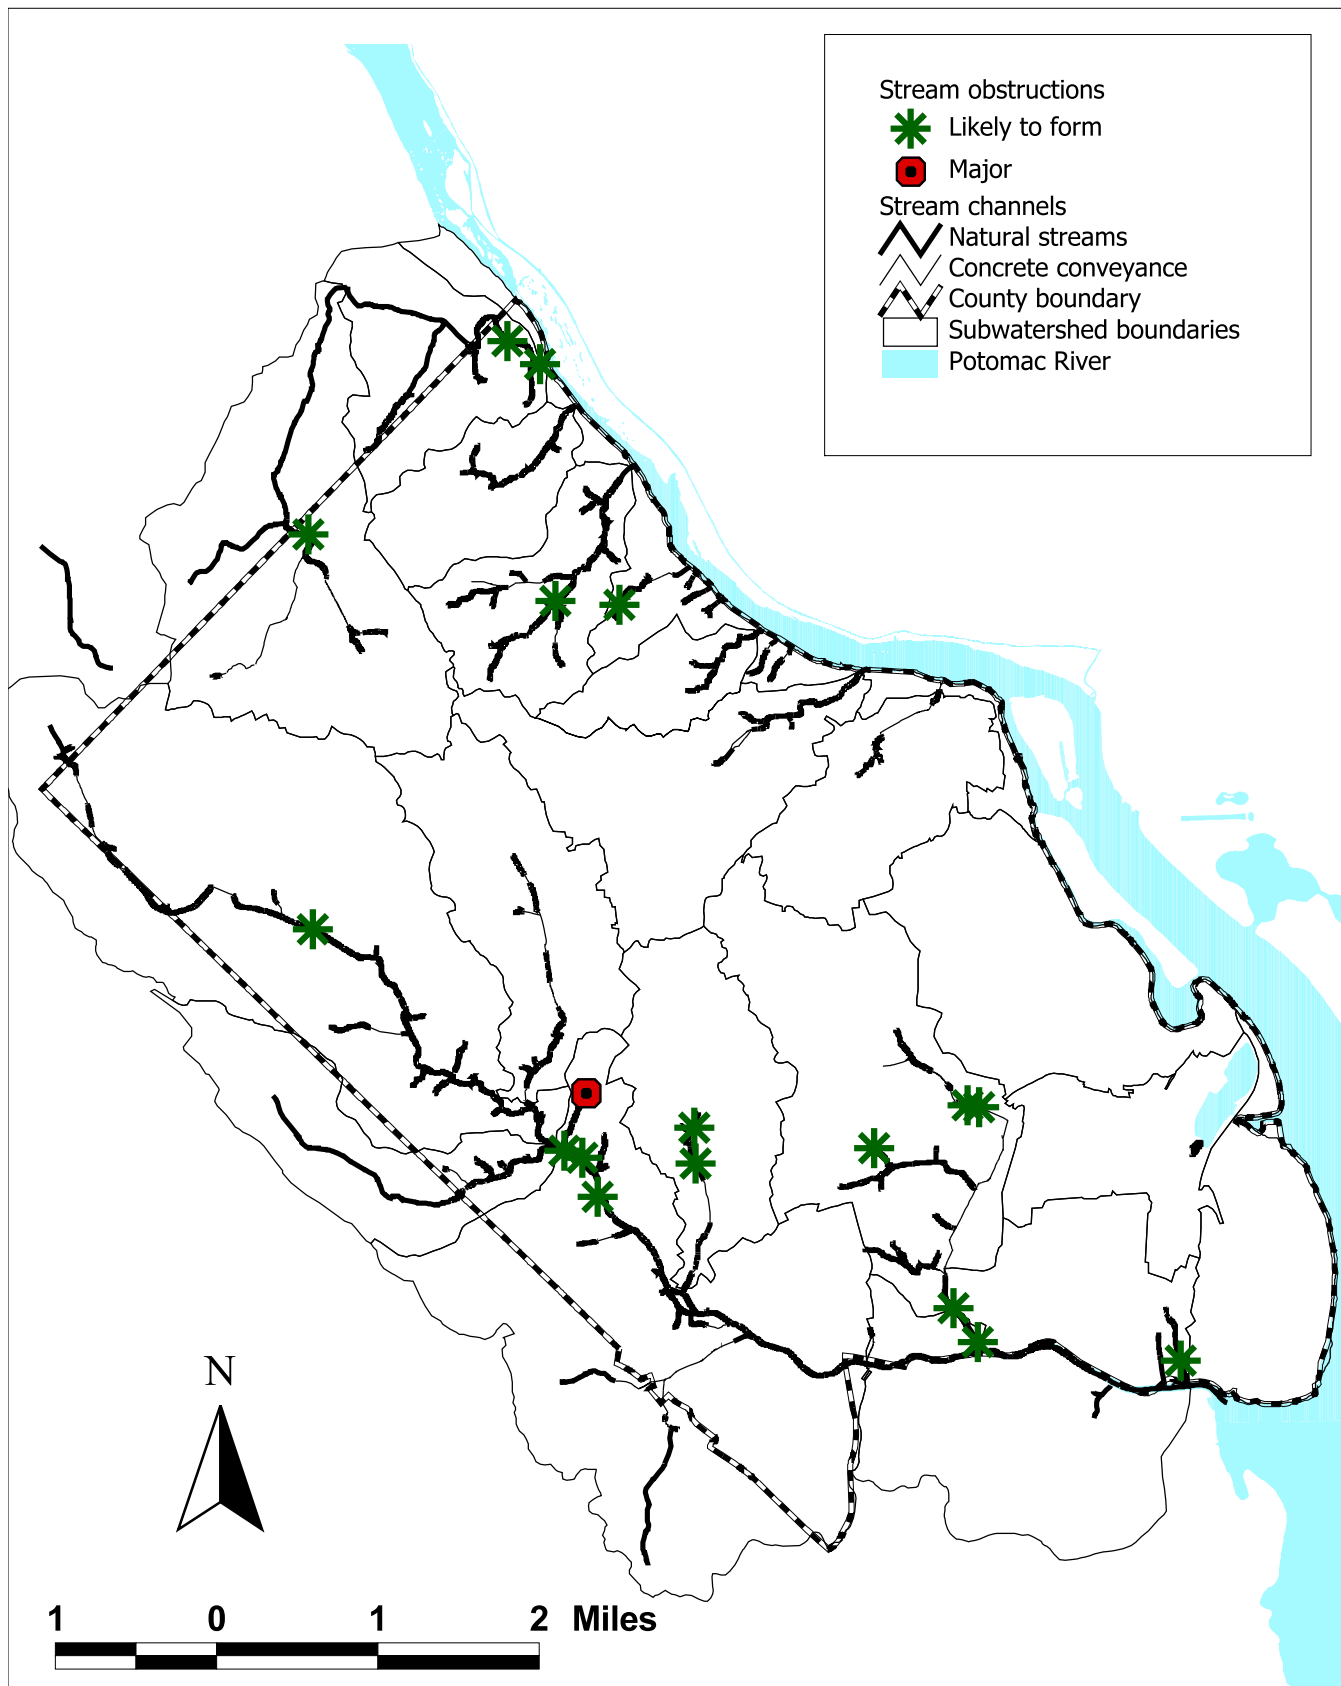 Stream obstructions
Likely to form
Major
Stream channels
Natural streams
Concrete conveyance
County boundary
Subwatershed boundaries
Potomac River
N
1 0 1 2 Miles